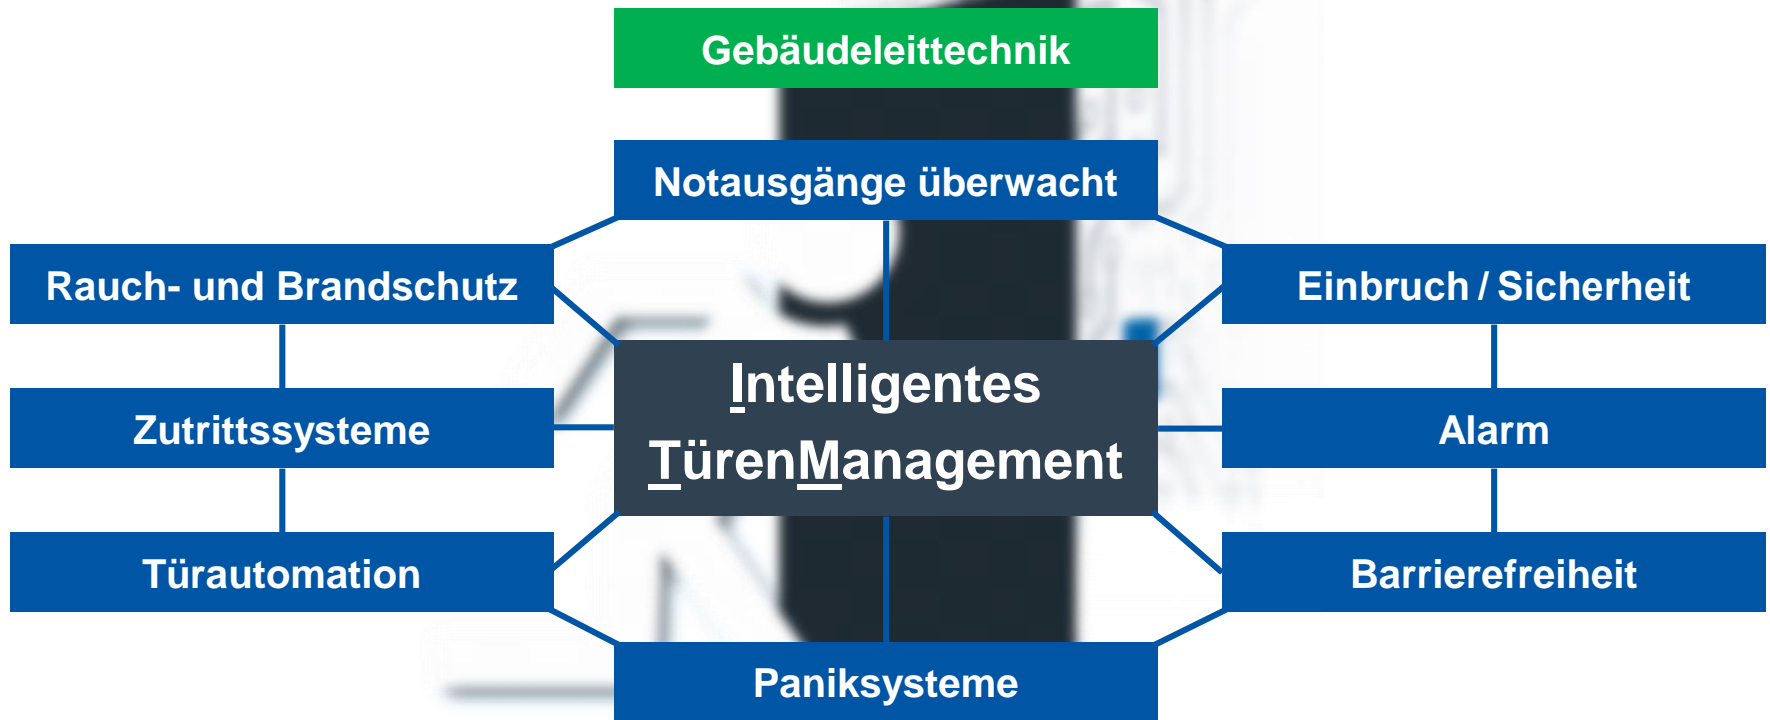 Gebäudeleittechnik
Notausgänge überwacht
Rauch- und Brandschutz
Einbruch / Sicherheit
Intelligentes
TürenManagement
Zutrittssysteme
Alarm
Türautomation
Barrierefreiheit
Paniksysteme